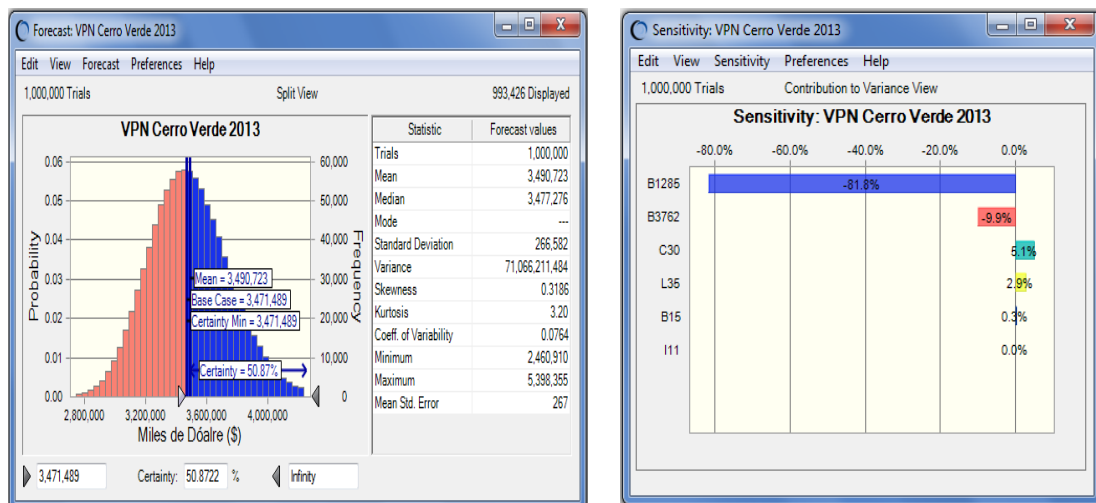 Forecast: VPN Cerro Verde 2013
Edit View Forecast Preferences Help
1,000,000 Trials Split View 993,426 Displayed
VPN Cerro Verde 2013
0.06
0.05
0.04
0.03
0.02
0.01
0.00
Probability
60,000
50,000
40,000
30,000
20,000
10,000
0
Frequency
Mean = 3,490,723
Base Case = 3,471,489
Certainty Min = 3,471,489
Certainty = 50.87%
2,800,000 3,200,000 3,600,000 4,000,000
Miles de Dóalre ($)
Statistic Forecast values
Trials 1,000,000
Mean 3,490,723
Median 3,477,276
Mode ---
Standard Deviation 266,582
Variance 71,066,211,484
Skewness 0.3186
Kurtosis 3.20
Coeff. of Variability 0.0764
Minimum 2,460,910
Maximum 5,398,355
Mean Std. Error 267
3,471,489 Certainty: 50.8722 % Infinity
Sensitivity: VPN Cerro Verde 2013
Edit View Sensitivity Preferences Help
1,000,000 Trials Contribution to Variance View
Sensitivity: VPN Cerro Verde 2013
-80.0% -60.0% -40.0% -20.0% 0.0%
B1285 -81.8%
B3762 -9.9%
C30 5.1%
L35 2.9%
B15 0.3%
I11 0.0%